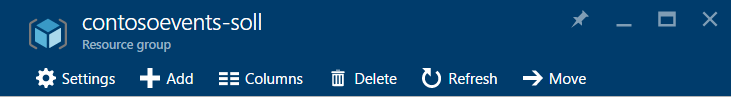 contosoevents-soll
Resource group
Settings Add Columns Delete Refresh Move